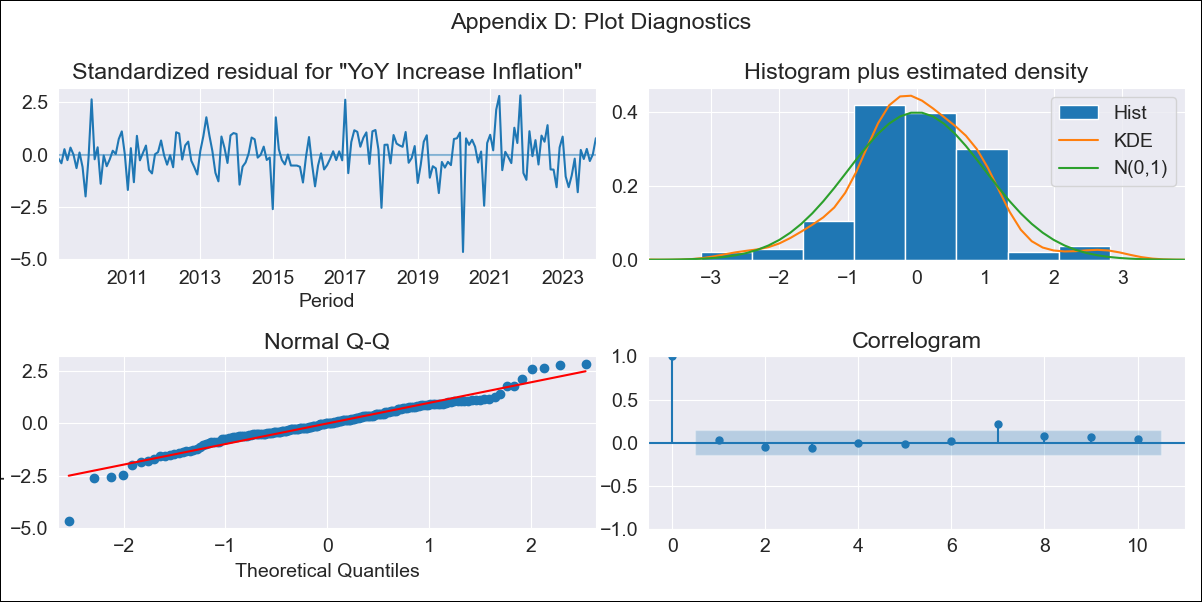 Appendix D: Plot Diagnostics
Standardized residual for "YoY Increase Inflation"
2.5
0.0
−2.5
−5.0
2011 2013 2015 2017 2019 2021 2023
Period
Histogram plus estimated density
0.4
0.2
0.0
−3 −2 −1 0 1 2 3
Hist
KDE
N(0,1)
Normal Q-Q
2.5
0.0
−2.5
−5.0
−2 −1 0 1 2
Theoretical Quantiles
Correlogram
1.0
0.5
0.0
−0.5
−1.0
0 2 4 6 8 10